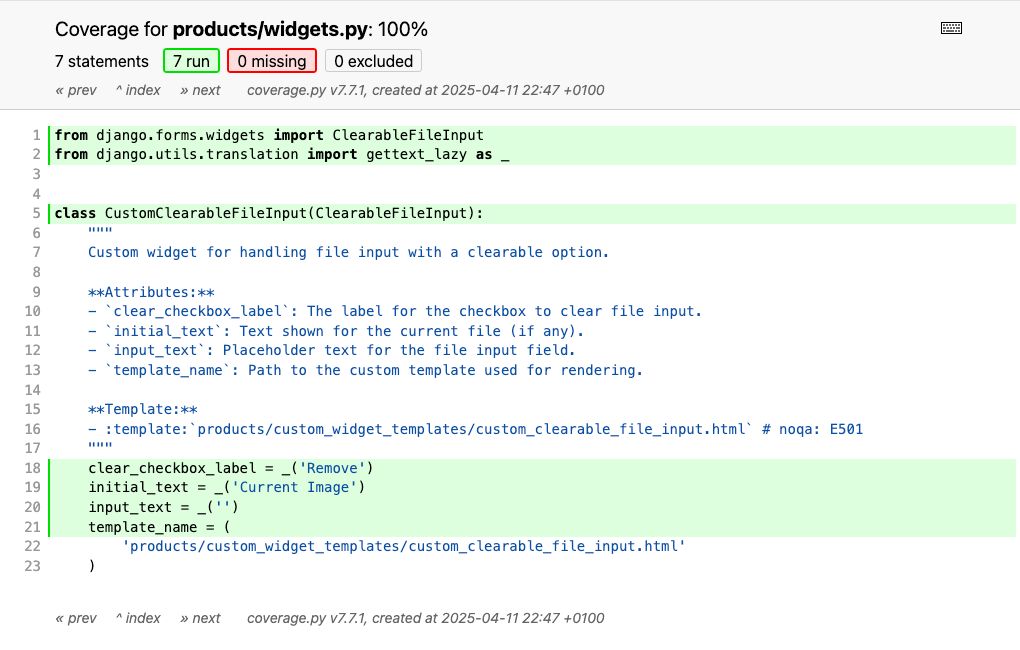 Coverage for products/widgets.py: 100%
7 statements 7 run 0 missing 0 excluded
« prev ^ index » next coverage.py v7.7.1, created at 2025-04-11 22:47 +0100
1 from django.forms.widgets import ClearableFileInput
2 from django.utils.translation import gettext_lazy as _
3
4
5 class CustomClearableFileInput(ClearableFileInput):
6     """
7     Custom widget for handling file input with a clearable option.
8
9     **Attributes:**
10     - `clear_checkbox_label`: The label for the checkbox to clear file input.
11     - `initial_text`: Text shown for the current file (if any).
12     - `input_text`: Placeholder text for the file input field.
13     - `template_name`: Path to the custom template used for rendering.
14
15     **Template:**
16     - :template:`products/custom_widget_templates/custom_clearable_file_input.html` # noqa: E501
17     """
18     clear_checkbox_label = _('Remove')
19     initial_text = _('Current Image')
20     input_text = _('')
21     template_name = (
22         'products/custom_widget_templates/custom_clearable_file_input.html'
23     )
« prev ^ index » next coverage.py v7.7.1, created at 2025-04-11 22:47 +0100